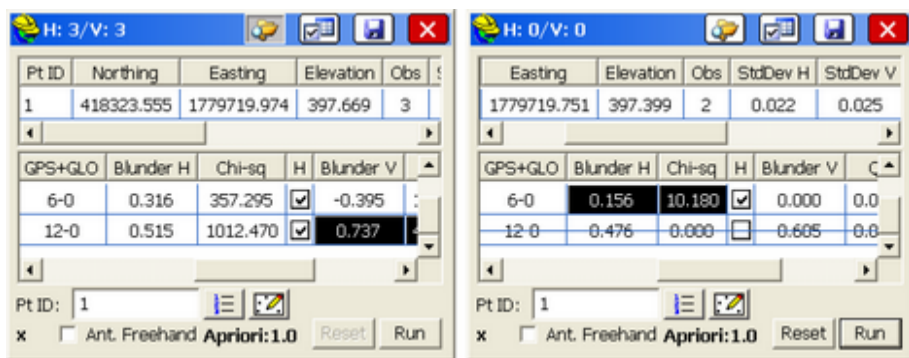 H: 3/V: 3
Pt ID Northing Easting Elevation Obs
1 418323.555 1779719.974 397.669 3
GPS+GLO Blunder H Chi-sq H Blunder V
6-0 0.316 357.295 -0.395
12-0 0.515 1012.470 0.737
Pt ID: 1
x Ant. Freehand Apriori:1.0 Reset Run
H: 0/V: 0
Easting Elevation Obs StdDev H StdDev V
1779719.751 397.399 2 0.022 0.025
GPS+GLO Blunder H Chi-sq H Blunder V
6-0 0.156 10.180 0.000 0.0
12-0 0.476 0.000 0.605 0.0
Pt ID: 1
x Ant. Freehand Apriori:1.0 Reset Run